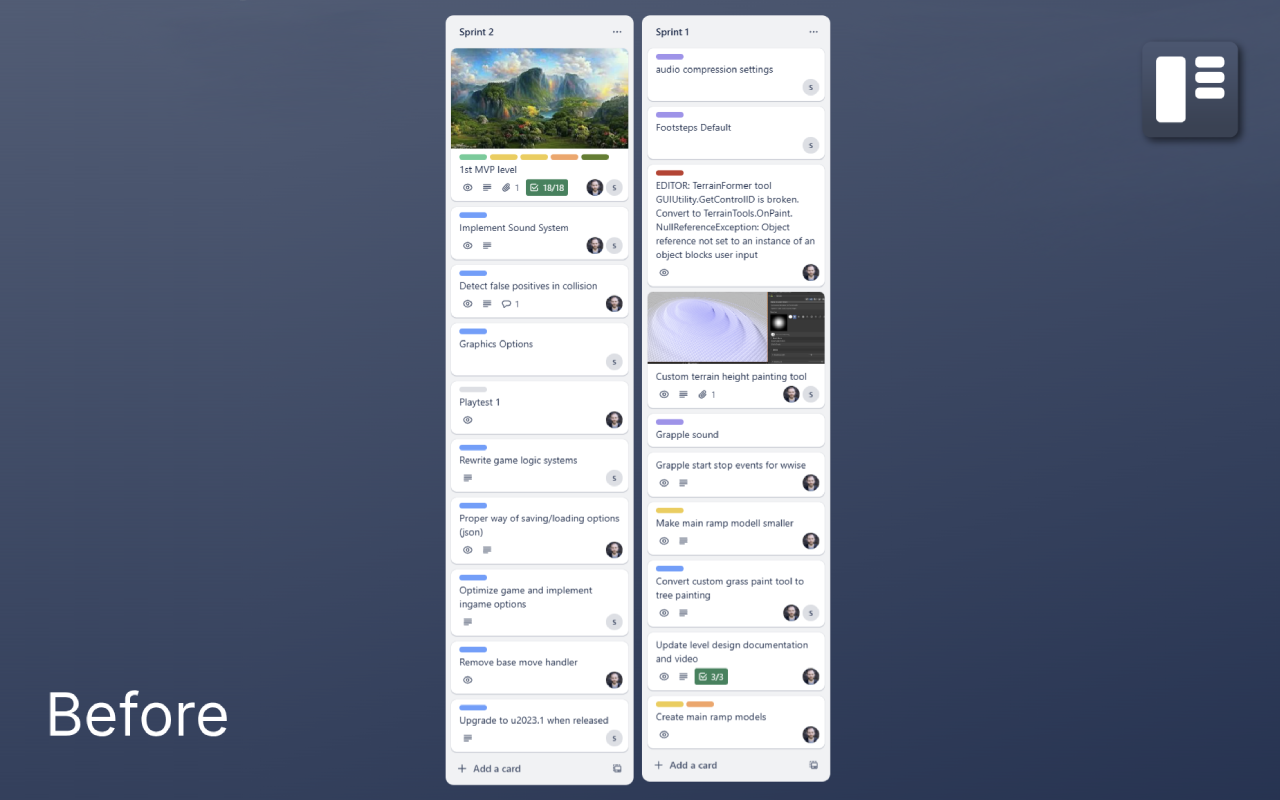 Sprint 2
1st MVP level
1
18/18
S
Implement Sound System
S
Detect false positives in collision
1
Graphics Options
S
Playtest 1
Rewrite game logic systems
S
Proper way of saving/loading options
(json)
Optimize game and implement
ingame options
S
Remove base move handler
Upgrade to u2023.1 when released
S
+ Add a card
Sprint 1
audio compression settings
S
Footsteps Default
S
EDITOR: TerrainFormer tool
GUIUtility.GetControlID is broken.
Convert to TerrainTools.OnPaint.
NullReferenceException: Object
reference not set to an instance of an
object blocks user input
Custom terrain height painting tool
1
S
Grapple sound
Grapple start stop events for wwise
Make main ramp modell smaller
Convert custom grass paint tool to
tree painting
S
Update level design documentation
and video
3/3
Create main ramp models
+ Add a card
Before